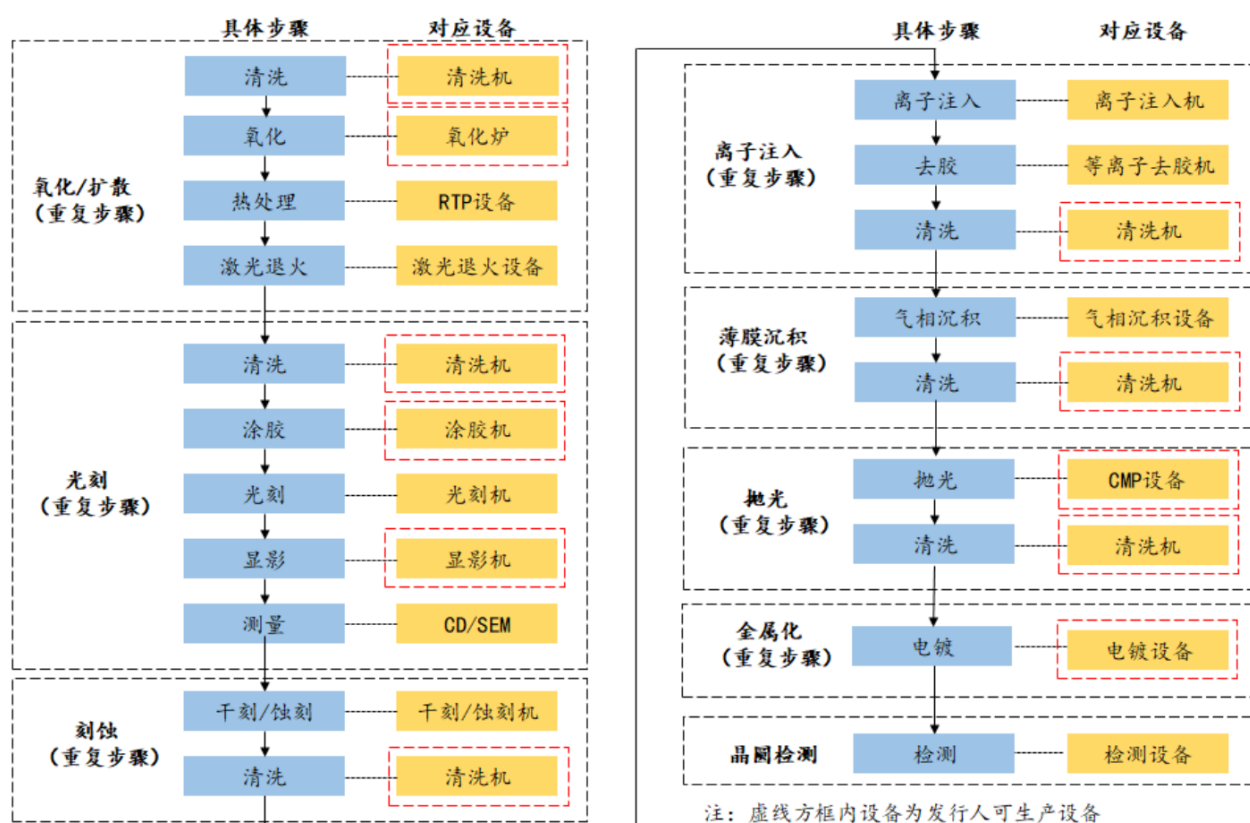 具体步骤 对应设备
清洗 清洗机
氧化 氧化炉
氧化/扩散
(重复步骤)
热处理 RTP设备
激光退火 激光退火设备
清洗 清洗机
涂胶 涂胶机
光刻
(重复步骤)
光刻 光刻机
显影 显影机
测量 CD/SEM
刻蚀
(重复步骤)
干刻/蚀刻 干刻/蚀刻机
清洗 清洗机
具体步骤 对应设备
离子注入
(重复步骤)
离子注入 离子注入机
去胶 等离子去胶机
清洗 清洗机
薄膜沉积
(重复步骤)
气相沉积 气相沉积设备
清洗 清洗机
抛光
(重复步骤)
抛光 CMP设备
清洗 清洗机
金属化
(重复步骤)
电镀 电镀设备
晶圆检测 检测 检测设备
注: 虚线方框内设备为发行人可生产设备